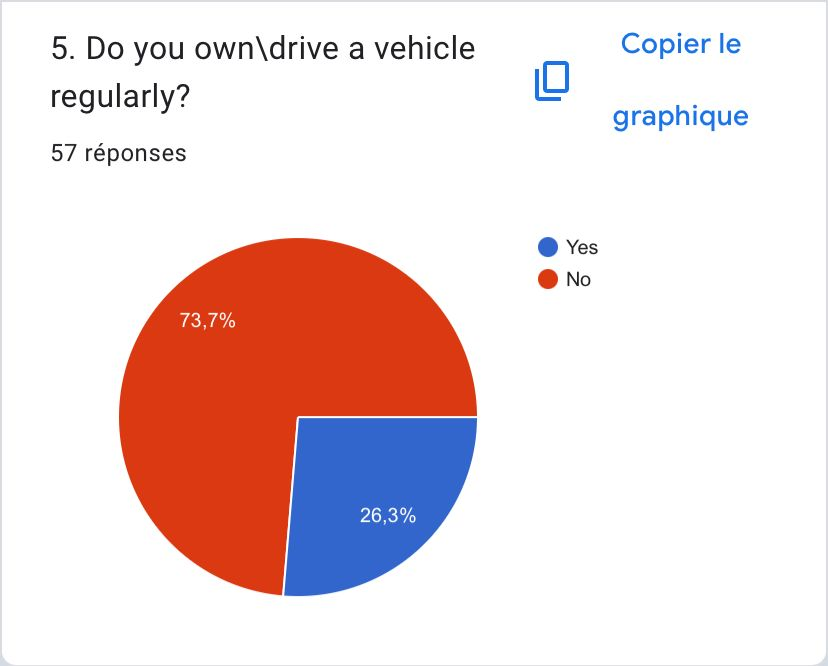 5. Do you own\drive a vehicle
regularly?
57 réponses
Copier le
graphique
Yes
No
73,7%
26,3%